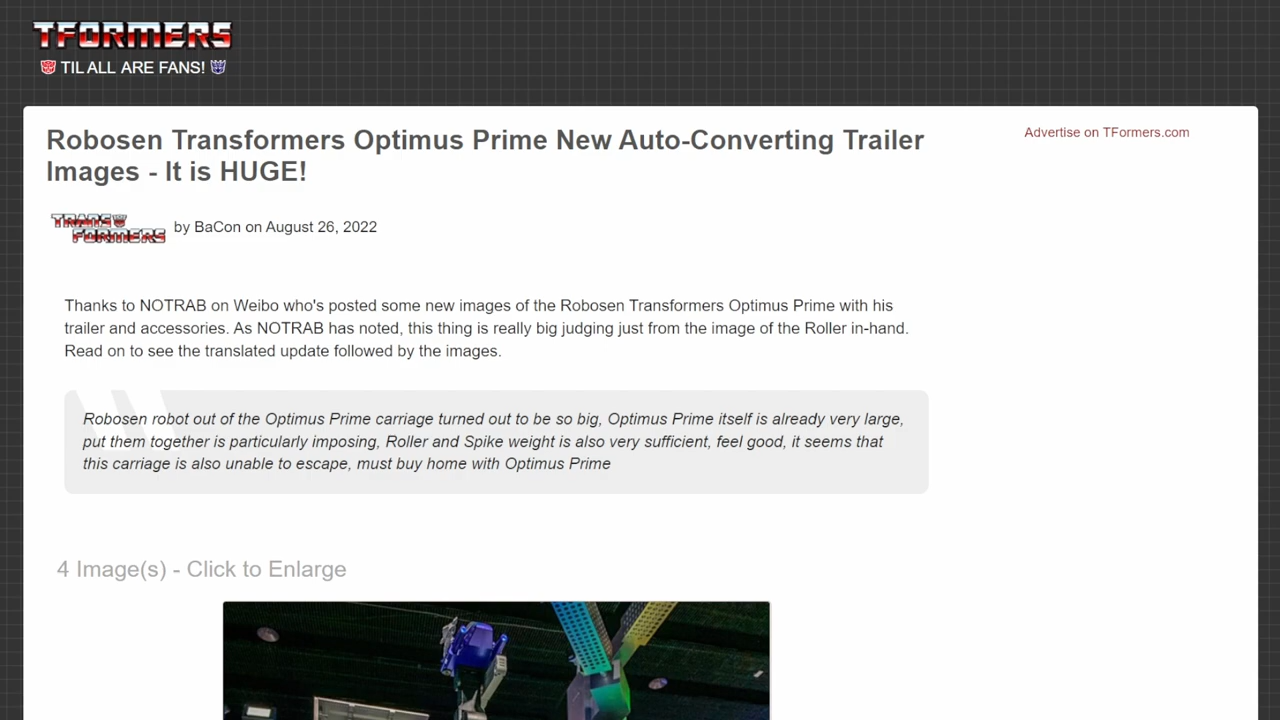 TFORMERS
TIL ALL ARE FANS!
Robosen Transformers Optimus Prime New Auto-Converting Trailer
Images - It is HUGE!
Advertise on TFormers.com
TRANS
FORMERS
by BaCon on August 26, 2022
Thanks to NOTRAB on Weibo who's posted some new images of the Robosen Transformers Optimus Prime with his
trailer and accessories. As NOTRAB has noted, this thing is really big judging just from the image of the Roller in-hand.
Read on to see the translated update followed by the images.
Robosen robot out of the Optimus Prime carriage turned out to be so big, Optimus Prime itself is already very large,
put them together is particularly imposing, Roller and Spike weight is also very sufficient, feel good, it seems that
this carriage is also unable to escape, must buy home with Optimus Prime
4 Image(s) - Click to Enlarge